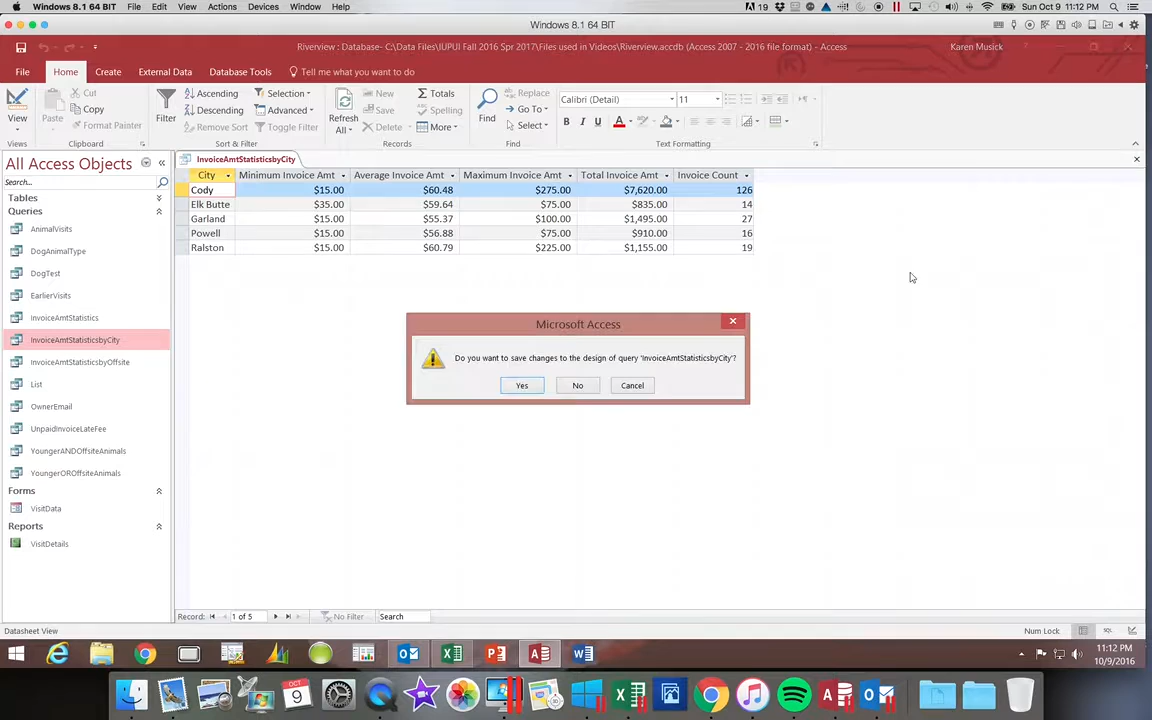 Windows 8.1 64 BIT File Edit View Actions Devices Window Help 19 Sun Oct 9 11:12 PM
Windows 8.1 64 BIT
Riverview : Database- C:\Data Files\IUPUI Fall 2016 Spr 2017\Files used in Videos\Riverview.accdb (Access 2007 - 2016 file format) - Access Karen Musick
File Home Create External Data Database Tools Tell me what you want to do
View Paste Cut Copy Format Painter Filter Ascending Descending Remove Sort Selection Advanced Toggle Filter Refresh All New Save Delete Totals Spelling More Find Replace Go To Select Calibri (Detail) 11
B I U A
Views Clipboard Sort & Filter Records Find Text Formatting
All Access Objects
Search...
Tables
Queries
AnimalVisits
DogAnimalType
DogTest
EarlierVisits
InvoiceAmtStatistics
InvoiceAmtStatisticsbyCity
InvoiceAmtStatisticsbyOffsite
List
OwnerEmail
UnpaidInvoiceLateFee
YoungerANDOffsiteAnimals
YoungerOROffsiteAnimals
Forms
VisitData
Reports
VisitDetails
InvoiceAmtStatisticsbyCity
City Minimum Invoice Amt Average Invoice Amt Maximum Invoice Amt Total Invoice Amt Invoice Count
Cody $15.00 $60.48 $275.00 $7,620.00 126
Elk Butte $35.00 $59.64 $75.00 $835.00 14
Garland $15.00 $55.37 $100.00 $1,495.00 27
Powell $15.00 $56.88 $75.00 $910.00 16
Ralston $15.00 $60.79 $225.00 $1,155.00 19
Microsoft Access
Do you want to save changes to the design of query 'InvoiceAmtStatisticsbyCity'?
Yes No Cancel
Record: 1 of 5 No Filter Search
Datasheet View Num Lock
11:12 PM
10/9/2016
OCT
9